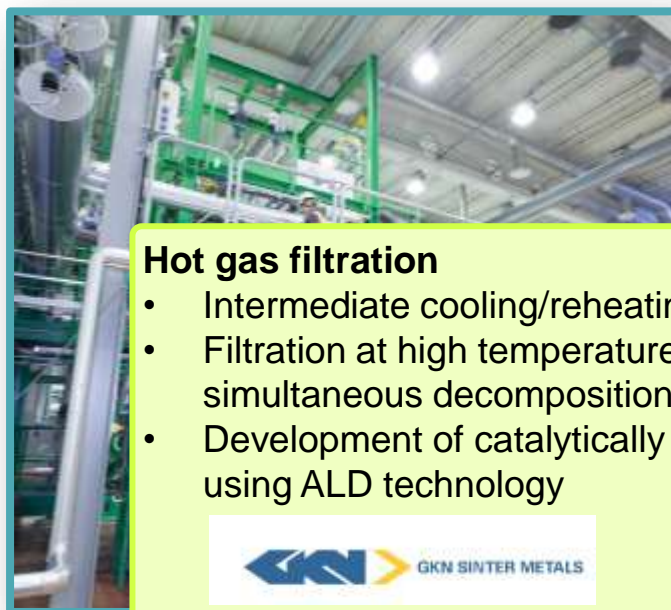 Hot gas filtration
• Intermediate cooling/reheatin
• Filtration at high temperature
simultaneous decomposition
• Development of catalytically
using ALD technology
GKN GKN SINTER METALS